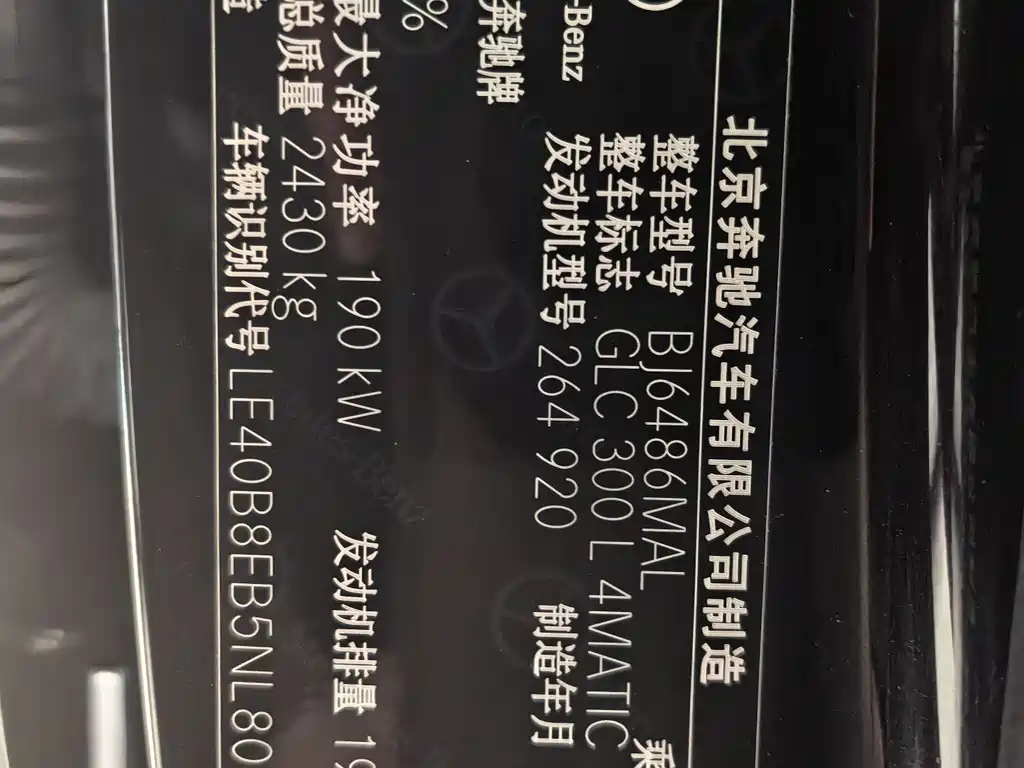 北京奔驰汽车有限公司制造
整车型号 BJ6486MAL 乘
-Benz 整车标志 GLC 300 L 4MATIC
发动机型号 264 920 制造年月
奔驰牌
%
最大净功率 190 kW 发动机排量 19
总质量 2430 kg
车辆识别代号 LE40B8EB5NL80